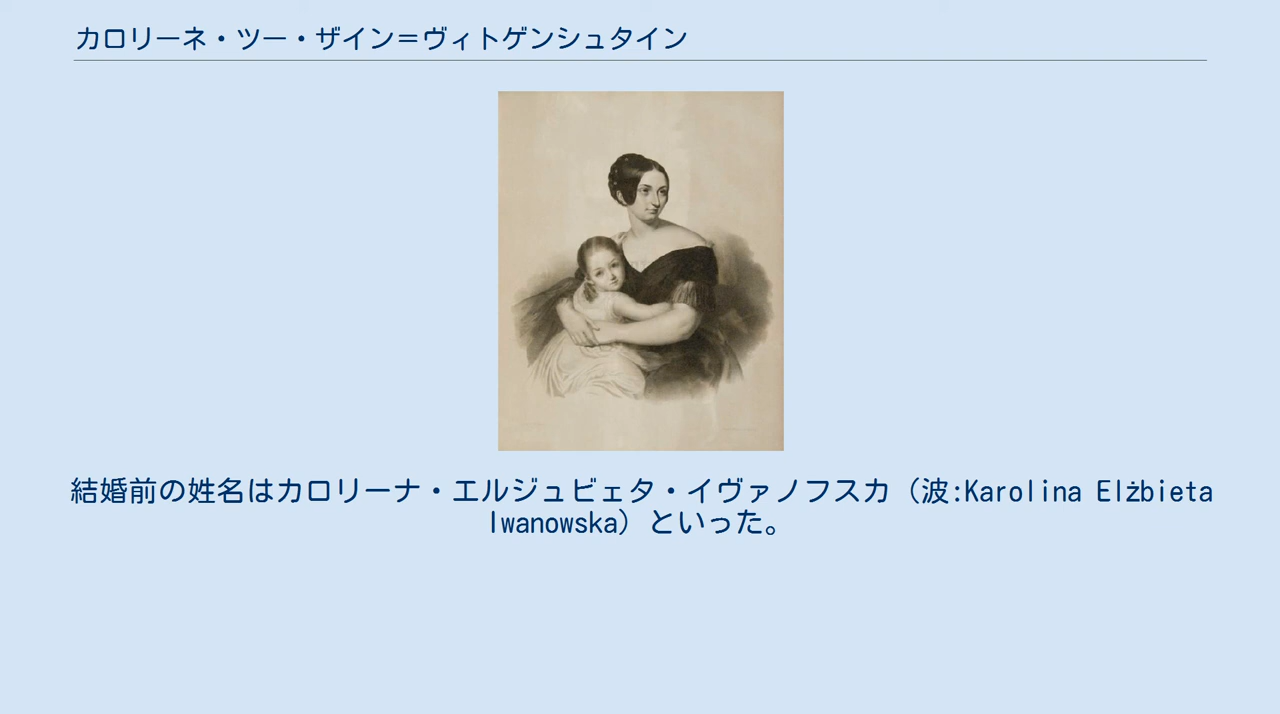 カロリーネ・ツー・ザイン＝ヴィトゲンシュタイン
結婚前の姓名はカロリーナ・エルジュビェタ・イヴァノフスカ（波:Karolina Elżbieta
Iwanowska）といった。